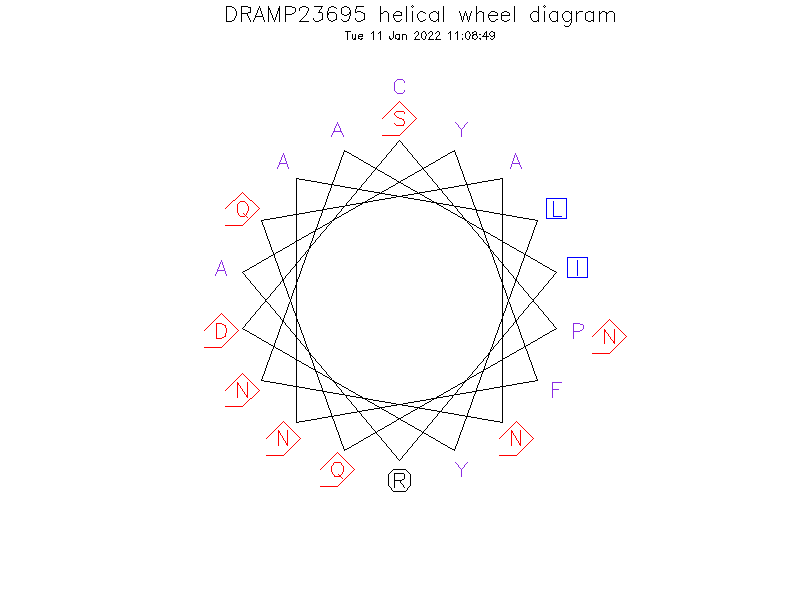 DRAMP23695 helical wheel diagram
Tue 11 Jan 2022 11:08:49
C
S
A Y
A A
Q L
A I
D P N
N F
N N
Q Y
R